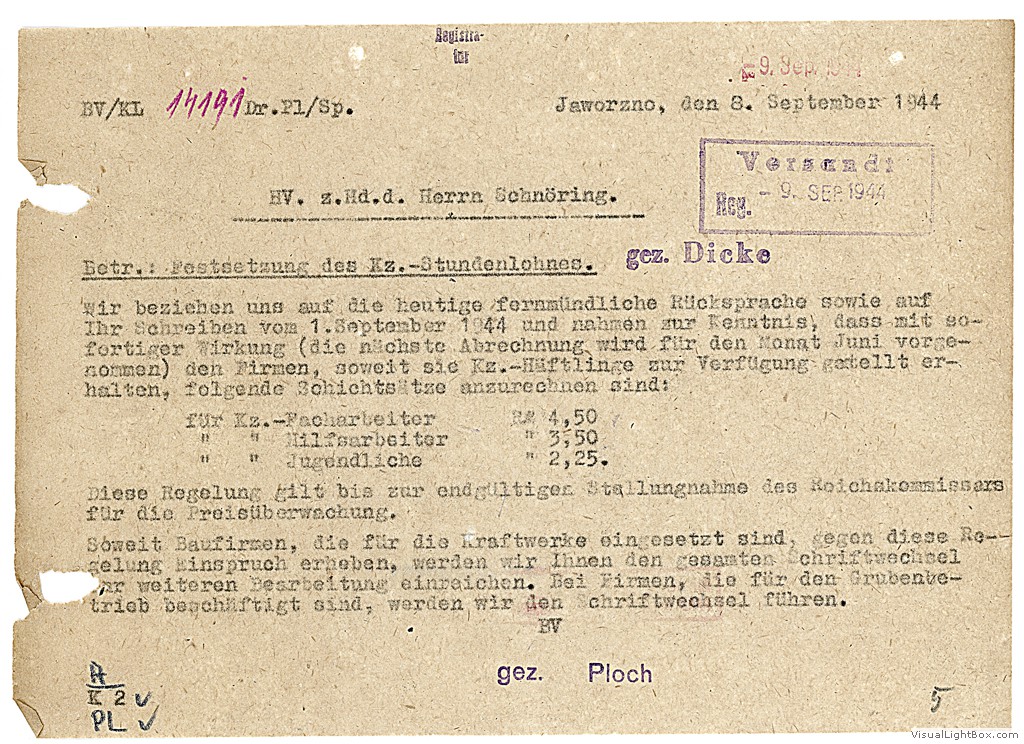 Registra-
tur
- 9. Sep. 1944
BV/KL 14191 Dr.Pl/Sp. Jaworzno, den 8. September 1944
Versandt
Reg. - 9. SEP. 1944
HV. z.Hd.d. Herrn Schnöring.
gez. Dicke
Betr.: Festsetzung des Kz.-Stundenlohnes.
Wir beziehen uns auf die heutige fernmündliche Rücksprache sowie auf
Ihr Schreiben vom 1.September 1944 und nahmen zur Kenntnis, dass mit so-
fortiger Wirkung (die nächste Abrechnung wird für den Monat Juni vorge-
nommen) den Firmen, soweit sie Kz.-Häftlinge zur Verfügung gestellt er-
halten, folgende Schichtsätze anzurechnen sind:
für Kz.-Facharbeiter RM 4,50
" " Hilfsarbeiter " 3,50
" " Jugendliche " 2,25.
Diese Regelung gilt bis zur endgültigen Stellungnahme des Reichskommissars
für die Preisüberwachung.
Soweit Baufirmen, die für die Kraftwerke eingesetzt sind, gegen diese Re-
gelung Einspruch erheben, werden wir Ihnen den gesamten Schriftwechsel
zur weiteren Bearbeitung einreichen. Bei Firmen, die für den Grubenbe-
trieb beschäftigt sind, werden wir den Schriftwechsel führen.
BV
gez. Ploch
A
K 2 ✓
PL ✓
5
VisualLightBox.com